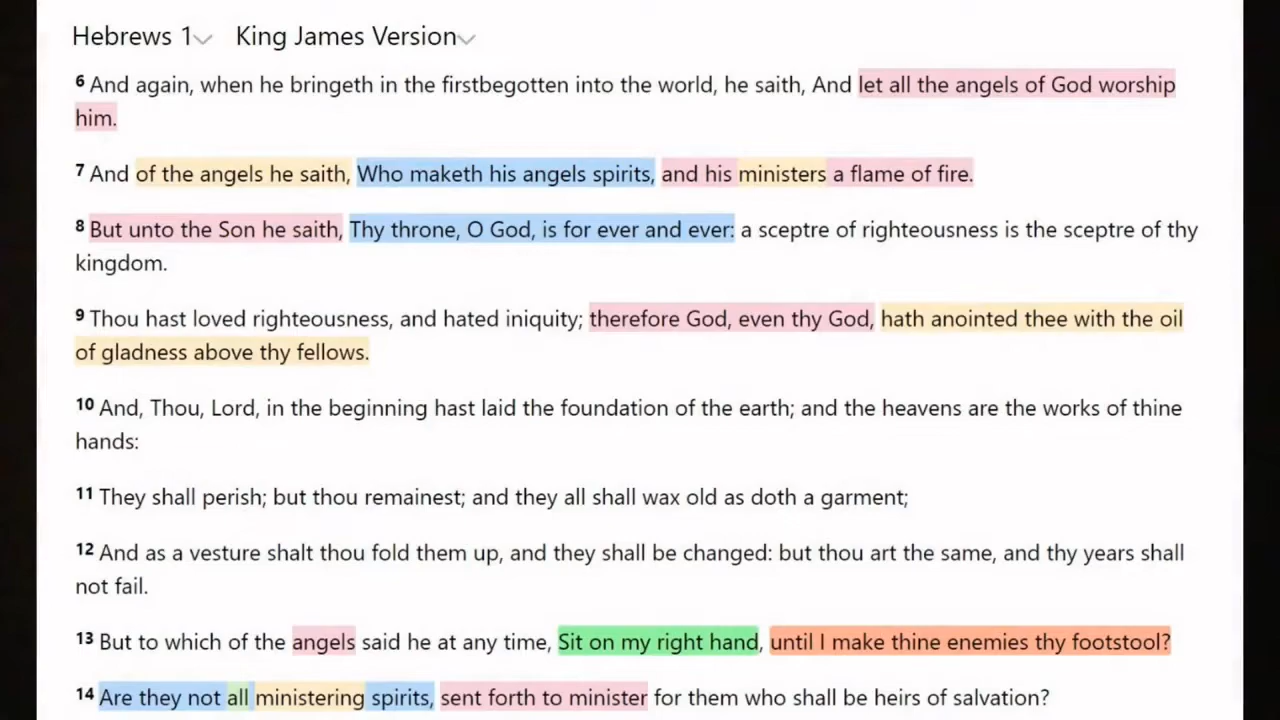 Hebrews 1 King James Version
6 And again, when he bringeth in the firstbegotten into the world, he saith, And let all the angels of God worship
him.
7 And of the angels he saith, Who maketh his angels spirits, and his ministers a flame of fire.
8 But unto the Son he saith, Thy throne, O God, is for ever and ever: a sceptre of righteousness is the sceptre of thy
kingdom.
9 Thou hast loved righteousness, and hated iniquity; therefore God, even thy God, hath anointed thee with the oil
of gladness above thy fellows.
10 And, Thou, Lord, in the beginning hast laid the foundation of the earth; and the heavens are the works of thine
hands:
11 They shall perish; but thou remainest; and they all shall wax old as doth a garment;
12 And as a vesture shalt thou fold them up, and they shall be changed: but thou art the same, and thy years shall
not fail.
13 But to which of the angels said he at any time, Sit on my right hand, until I make thine enemies thy footstool?
14 Are they not all ministering spirits, sent forth to minister for them who shall be heirs of salvation?